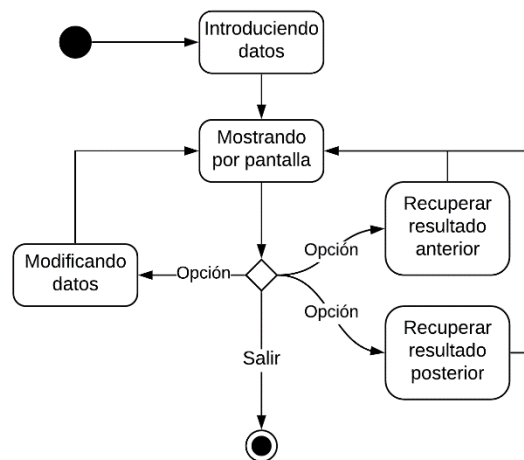 Introduciendo
datos
Mostrando
por pantalla
Recuperar
resultado
anterior
Opción
Modificando
datos
Opción
Opción
Recuperar
resultado
posterior
Salir